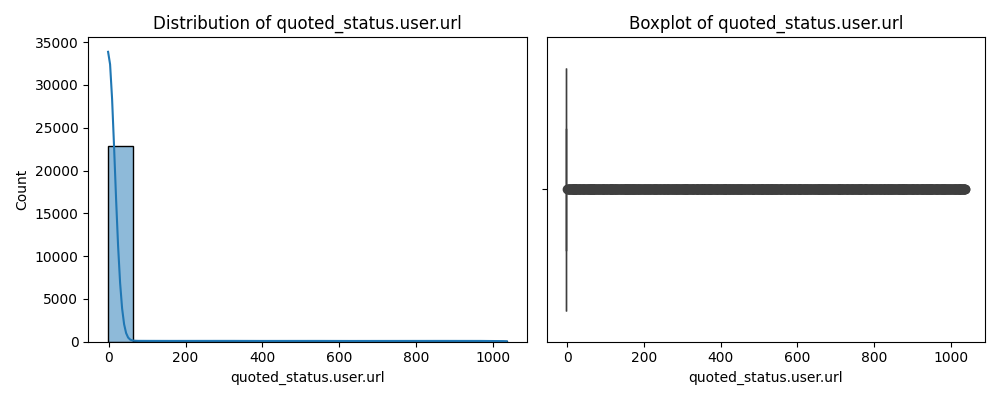 Distribution of quoted_status.user.url
35000
30000
25000
20000
15000
10000
5000
0
Count
0 200 400 600 800 1000
quoted_status.user.url
Boxplot of quoted_status.user.url
0 200 400 600 800 1000
quoted_status.user.url